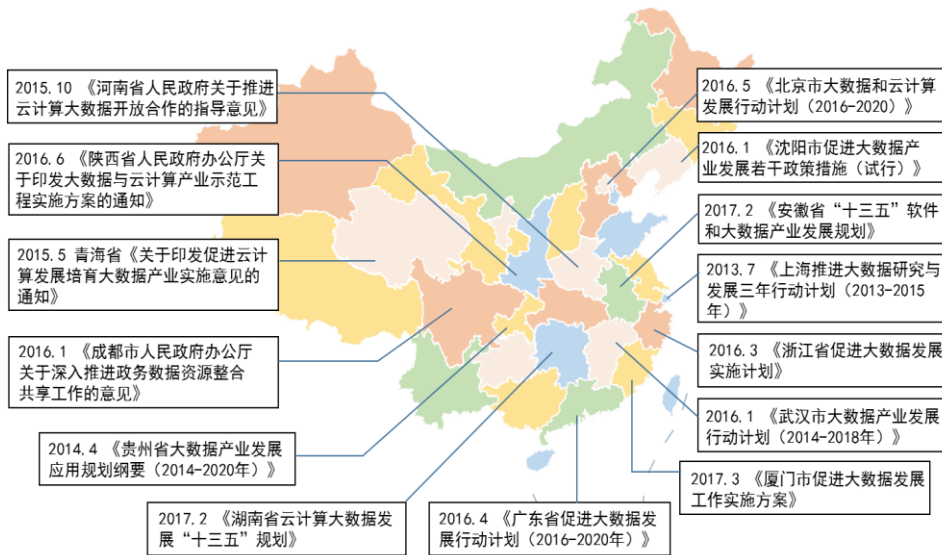 2015.10 《河南省人民政府关于推进
云计算大数据开放合作的指导意见》
2016.6 《陕西省人民政府办公厅关
于印发大数据与云计算产业示范工
程实施方案的通知》
2015.5 青海省《关于印发促进云计
算发展培育大数据产业实施意见的
通知》
2016.1 《成都市人民政府办公厅
关于深入推进政务数据资源整合
共享工作的意见》
2014.4 《贵州省大数据产业发展
应用规划纲要（2014-2020年）》
2017.2 《湖南省云计算大数据发
展“十三五”规划》
2016.4 《广东省促进大数据发
展行动计划（2016-2020年）》
2016.5 《北京市大数据和云计算
发展行动计划（2016-2020）》
2016.1 《沈阳市促进大数据产
业发展若干政策措施（试行）》
2017.2 《安徽省“十三五”软件
和大数据产业发展规划》
2013.7 《上海推进大数据研究与
发展三年行动计划（2013-2015
年）》
2016.3 《浙江省促进大数据发展
实施计划》
2016.1 《武汉市大数据产业发展
行动计划（2014-2018年）》
2017.3 《厦门市促进大数据发展
工作实施方案》